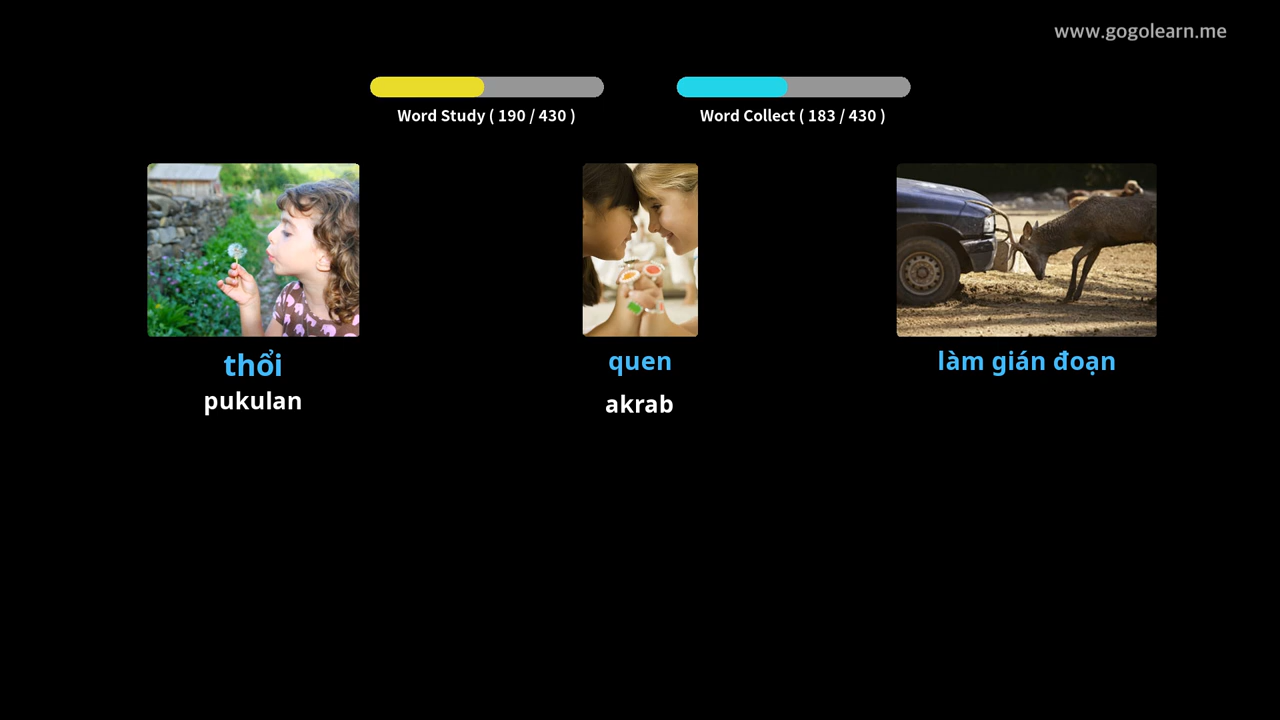 www.gogolearn.me
Word Study ( 190 / 430 )
Word Collect ( 183 / 430 )
thổi
quen
làm gián đoạn
pukulan
akrab